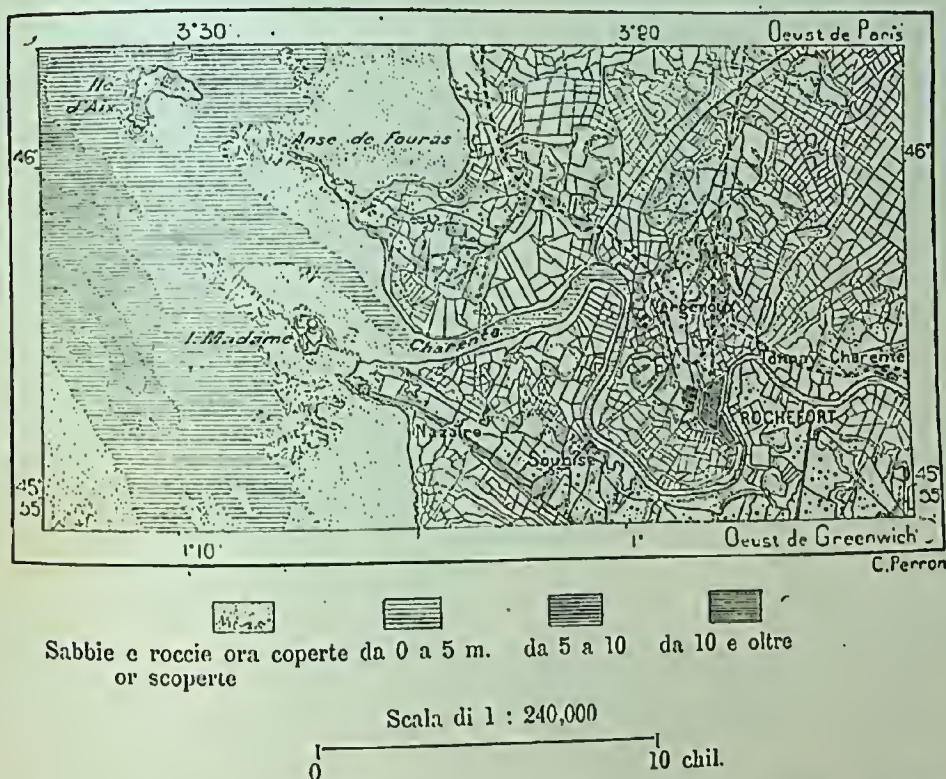 3°30 3°20 Oeust de Paris
Ile
d'Aix
Anse de Fouras
46° 46°
Charente
Vergeroux
I. Madame
Tonnay-Charente
ROCHEFORT
Nazaire
Soubise
45° 45°
55 55
1°10' 1° Oeust de Greenwich
C. Perron
Sabbie e roccie ora coperte da 0 a 5 m. da 5 a 10 da 10 e oltre
or scoperte
Scala di 1 : 240,000
0 10 chil.